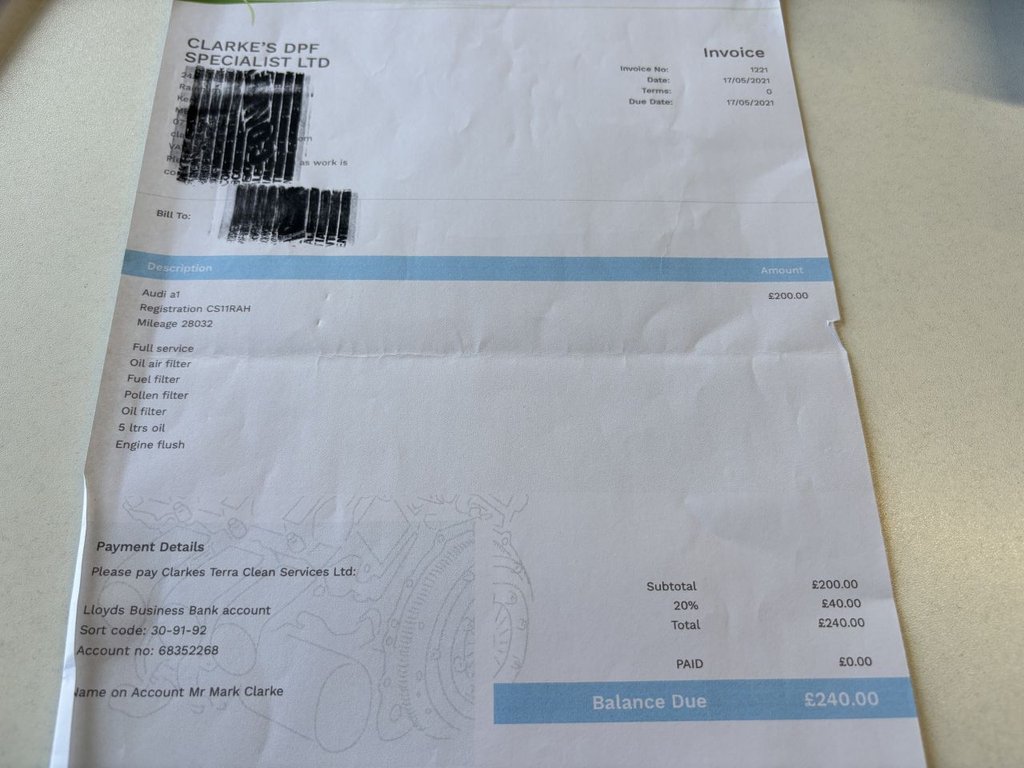 CLARKE'S DPF
SPECIALIST LTD
as work is
Invoice
Invoice No: 1221
Date: 17/05/2021
Terms: 0
Due Date: 17/05/2021
Bill To:
Description Amount
Audi a1 £200.00
Registration CS11RAH
Mileage 28032
Full service
Oil air filter
Fuel filter
Pollen filter
Oil filter
5 ltrs oil
Engine flush
Payment Details
Please pay Clarkes Terra Clean Services Ltd:
Lloyds Business Bank account
Sort code: 30-91-92
Account no: 68352268
Name on Account Mr Mark Clarke
Subtotal £200.00
20% £40.00
Total £240.00
PAID £0.00
Balance Due £240.00